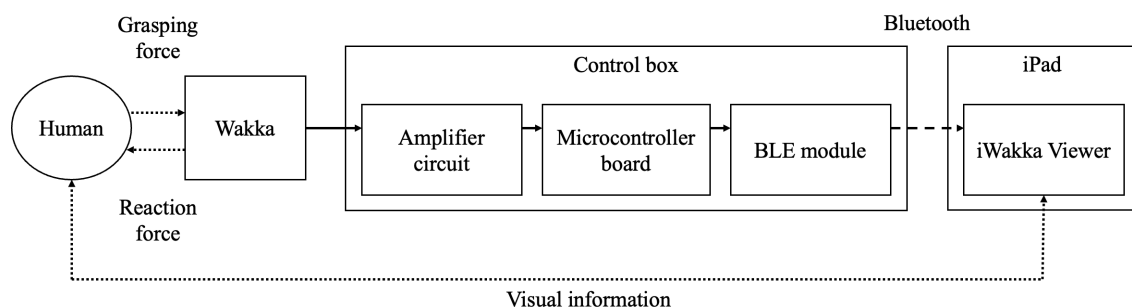 Grasping
force
Bluetooth
Control box
iPad
Human
Wakka
Amplifier
circuit
Microcontroller
board
BLE module
iWakka Viewer
Reaction
force
Visual information